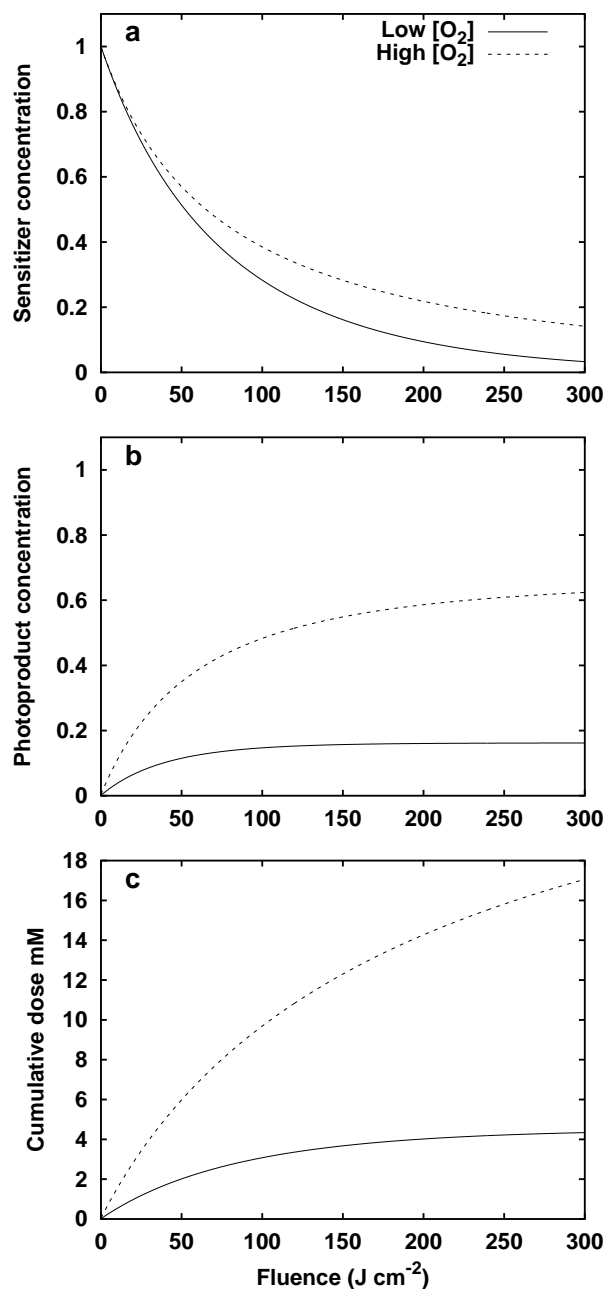 a
Low [O2]
High [O2]
1
0.8
0.6
0.4
0.2
0
Sensitizer concentration
0 50 100 150 200 250 300
b
1
0.8
0.6
0.4
0.2
0
Photoproduct concentration
0 50 100 150 200 250 300
c
18
16
14
12
10
8
6
4
2
0
Cumulative dose mM
0 50 100 150 200 250 300
Fluence (J cm-2)